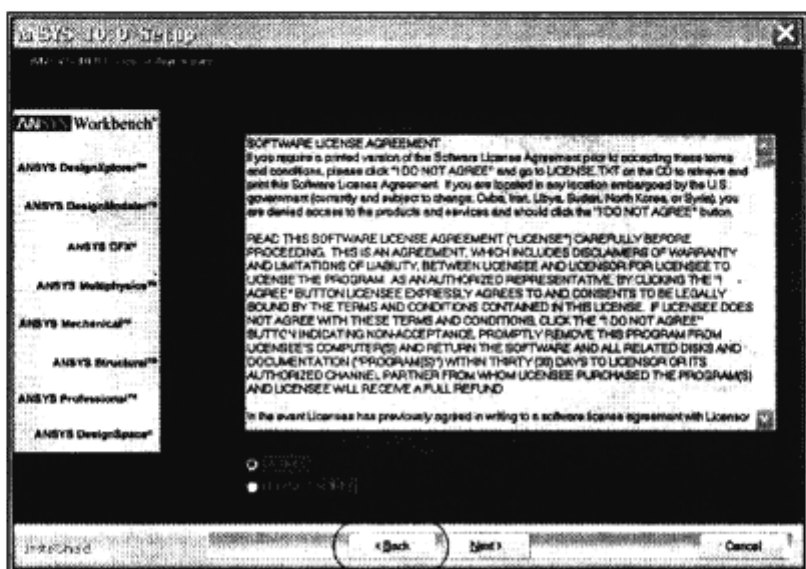 ANSYS 10.0 Setup
ANSYS Workbench™
ANSYS DesignXplorer™
ANSYS DesignModeler™
ANSYS CFX®
ANSYS Multiphysics™
ANSYS Mechanical™
ANSYS Structural™
ANSYS Professional™
ANSYS DesignSpace®
SOFTWARE LICENSE AGREEMENT
If you require a printed version of the Software License Agreement prior to accepting these terms
and conditions, please click "I DO NOT AGREE" and go to LICENSE.TXT on the CD to retrieve and
print this Software License Agreement. If you are located in any location embargoed by the U.S.
government (currently and subject to change: Cuba, Iran, Libya, Sudan, North Korea, or Syria), you
are denied access to the products and services and should click the "I DO NOT AGREE" button.
READ THIS SOFTWARE LICENSE AGREEMENT ("LICENSE") CAREFULLY BEFORE
PROCEEDING. THIS IS AN AGREEMENT, WHICH INCLUDES DISCLAIMERS OF WARRANTY
AND LIMITATIONS OF LIABILITY, BETWEEN LICENSEE AND LICENSOR FOR LICENSEE TO
LICENSE THE PROGRAM. AS AN AUTHORIZED REPRESENTATIVE, BY CLICKING THE "I
AGREE" BUTTON LICENSEE EXPRESSLY AGREES TO AND CONSENTS TO BE LEGALLY
BOUND BY THE TERMS AND CONDITIONS CONTAINED IN THIS LICENSE. IF LICENSEE DOES
NOT AGREE WITH THESE TERMS AND CONDITIONS, CLICK THE "I DO NOT AGREE"
BUTTON INDICATING NON-ACCEPTANCE, PROMPTLY REMOVE THIS PROGRAM FROM
LICENSEE'S COMPUTER(S) AND RETURN THE SOFTWARE AND ALL RELATED DISKS AND
DOCUMENTATION ("PROGRAM(S)") WITHIN THIRTY (30) DAYS TO LICENSOR OR ITS
AUTHORIZED CHANNEL PARTNER FROM WHOM LICENSEE PURCHASED THE PROGRAM(S)
AND LICENSEE WILL RECEIVE A FULL REFUND
In the event Licensee has previously agreed in writing to a software license agreement with Licensor
InstallShield
< Back
Next >
Cancel